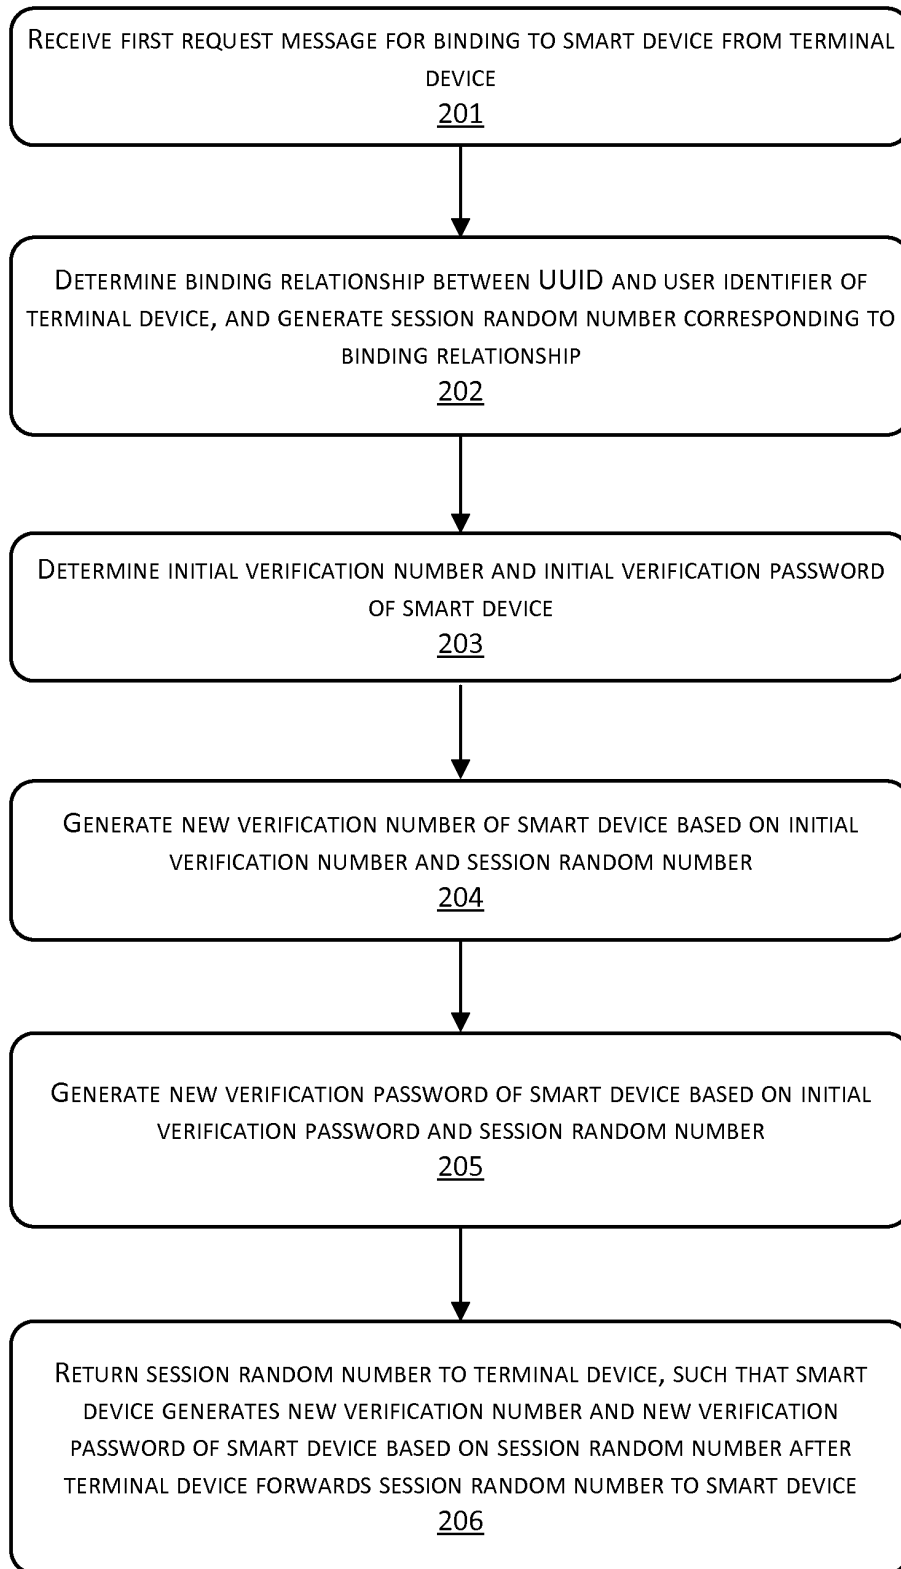 Receive first request message for binding to smart device from terminal
device
201
Determine binding relationship between UUID and user identifier of
terminal device, and generate session random number corresponding to
binding relationship
202
Determine initial verification number and initial verification password
of smart device
203
Generate new verification number of smart device based on initial
verification number and session random number
204
Generate new verification password of smart device based on initial
verification password and session random number
205
Return session random number to terminal device, such that smart
device generates new verification number and new verification
password of smart device based on session random number after
terminal device forwards session random number to smart device
206